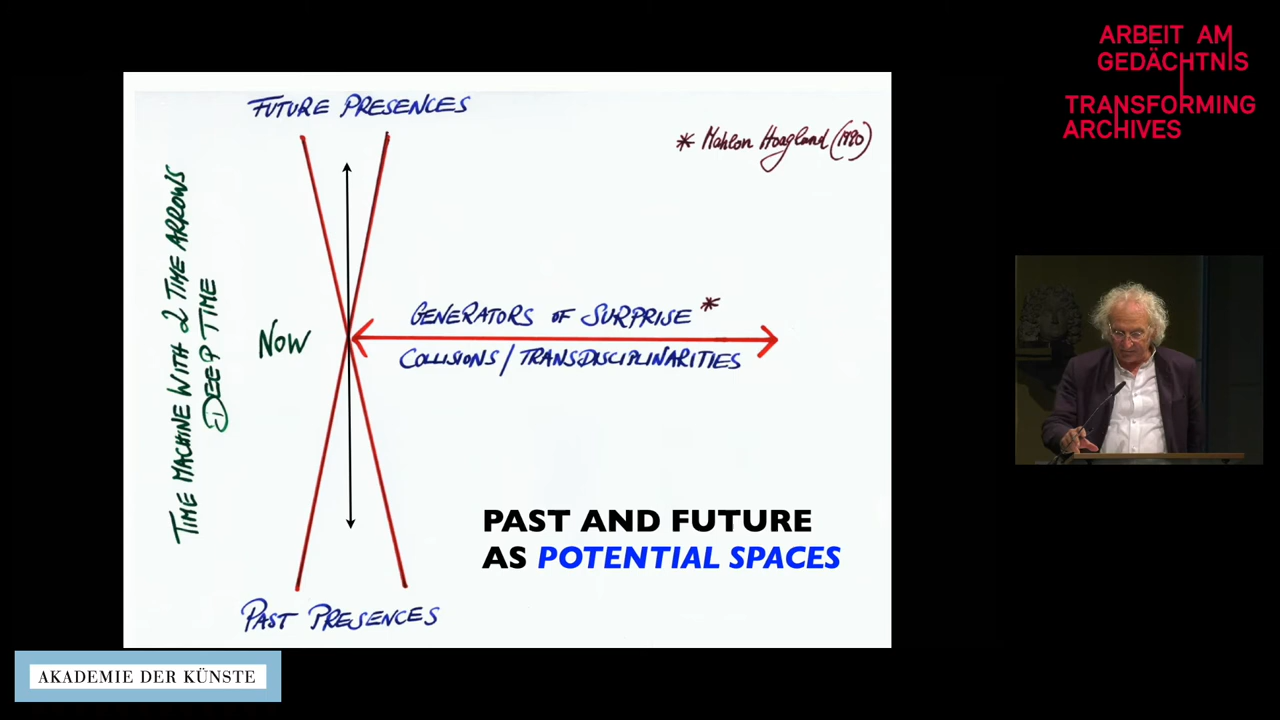 ARBEIT AM
GEDÄCHTNIS
TRANSFORMING
ARCHIVES
FUTURE PRESENCES
* Mahlon Hoagland (1990)
TIME MACHINE WITH 2 TIME ARROWS
DEEP TIME
NOW
GENERATORS OF SURPRISE *
COLLISIONS / TRANSDISCIPLINARITIES
PAST AND FUTURE
AS POTENTIAL SPACES
PAST PRESENCES
AKADEMIE DER KÜNSTE